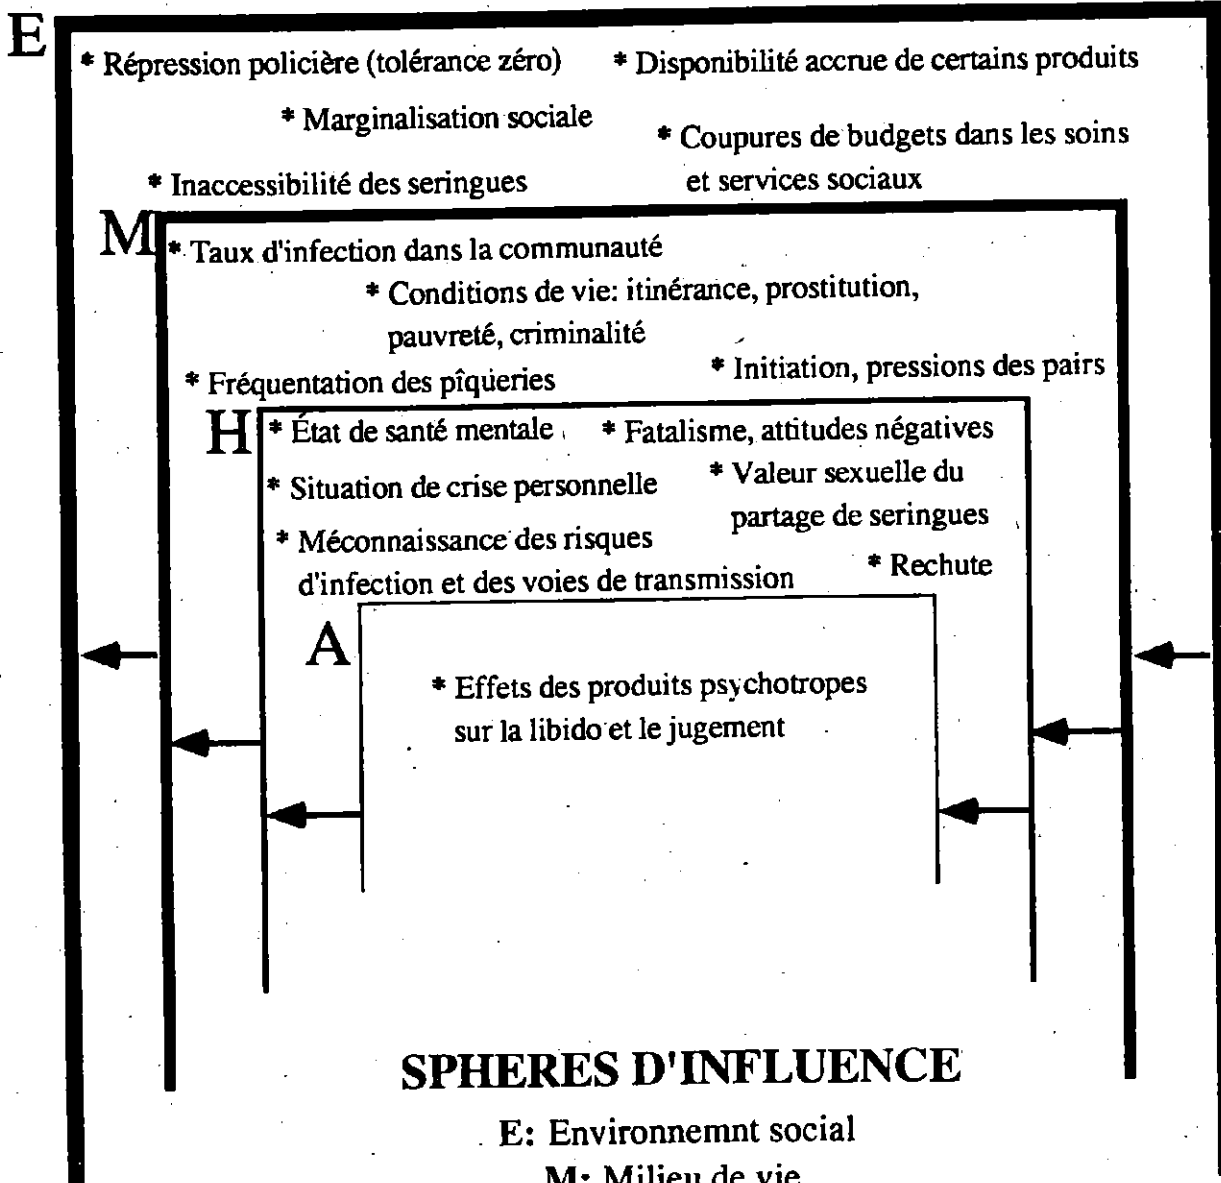 E
* Répression policière (tolérance zéro)
* Disponibilité accrue de certains produits
* Marginalisation sociale
* Coupures de budgets dans les soins
et services sociaux
* Inaccessibilité des seringues
M
* Taux d'infection dans la communauté
* Conditions de vie: itinérance, prostitution,
pauvreté, criminalité
* Initiation, pressions des pairs
* Fréquentation des pîqueries
H
* État de santé mentale
* Fatalisme, attitudes négatives
* Situation de crise personnelle
* Valeur sexuelle du
partage de seringues
* Méconnaissance des risques
d'infection et des voies de transmission
* Rechute
A
* Effets des produits psychotropes
sur la libido et le jugement
SPHERES D'INFLUENCE
E: Environnemnt social
M: Milieu de vie